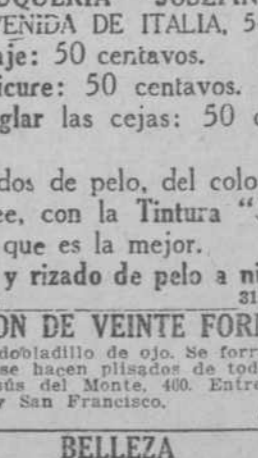 AVENIDA DE ITALIA, 5
aje: 50 centavos.
icure: 50 centavos.
glar las cejas: 50
dos de pelo, del colo
ee, con la Tintura "
que es la mejor.
y rizado de pelo a ni
31
ON DE VEINTE FOR
dobladillo de ojo. Se forr
se hacen plisados de tod
sús del Monte, 460. Entre
y San Francisco.
BELLEZA